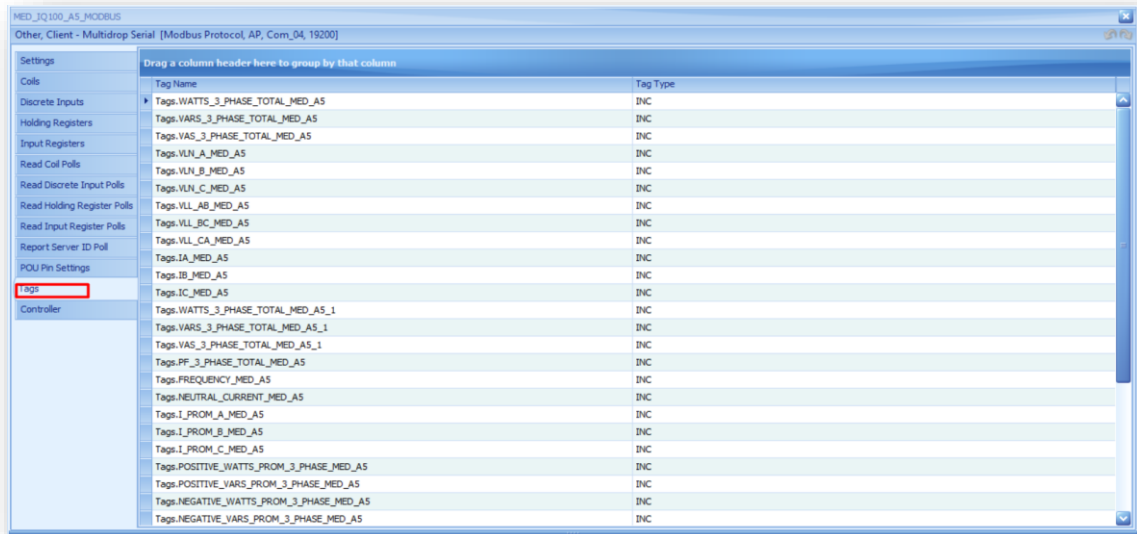 MED_IQ100_A5_MODBUS
Other, Client - Multidrop Serial [Modbus Protocol, AP, Com_04, 19200]
Settings
Coils
Discrete Inputs
Holding Registers
Input Registers
Read Coil Polls
Read Discrete Input Polls
Read Holding Register Polls
Read Input Register Polls
Report Server ID Poll
POU Pin Settings
Tags
Controller
Drag a column header here to group by that column
Tag Name Tag Type
Tags.WATTS_3_PHASE_TOTAL_MED_A5 INC
Tags.VARS_3_PHASE_TOTAL_MED_A5 INC
Tags.VAS_3_PHASE_TOTAL_MED_A5 INC
Tags.VLN_A_MED_A5 INC
Tags.VLN_B_MED_A5 INC
Tags.VLN_C_MED_A5 INC
Tags.VLL_AB_MED_A5 INC
Tags.VLL_BC_MED_A5 INC
Tags.VLL_CA_MED_A5 INC
Tags.IA_MED_A5 INC
Tags.IB_MED_A5 INC
Tags.IC_MED_A5 INC
Tags.WATTS_3_PHASE_TOTAL_MED_A5_1 INC
Tags.VARS_3_PHASE_TOTAL_MED_A5_1 INC
Tags.VAS_3_PHASE_TOTAL_MED_A5_1 INC
Tags.PF_3_PHASE_TOTAL_MED_A5 INC
Tags.FREQUENCY_MED_A5 INC
Tags.NEUTRAL_CURRENT_MED_A5 INC
Tags.I_PROM_A_MED_A5 INC
Tags.I_PROM_B_MED_A5 INC
Tags.I_PROM_C_MED_A5 INC
Tags.POSITIVE_WATTS_PROM_3_PHASE_MED_A5 INC
Tags.POSITIVE_VARS_PROM_3_PHASE_MED_A5 INC
Tags.NEGATIVE_WATTS_PROM_3_PHASE_MED_A5 INC
Tags.NEGATIVE_VARS_PROM_3_PHASE_MED_A5 INC